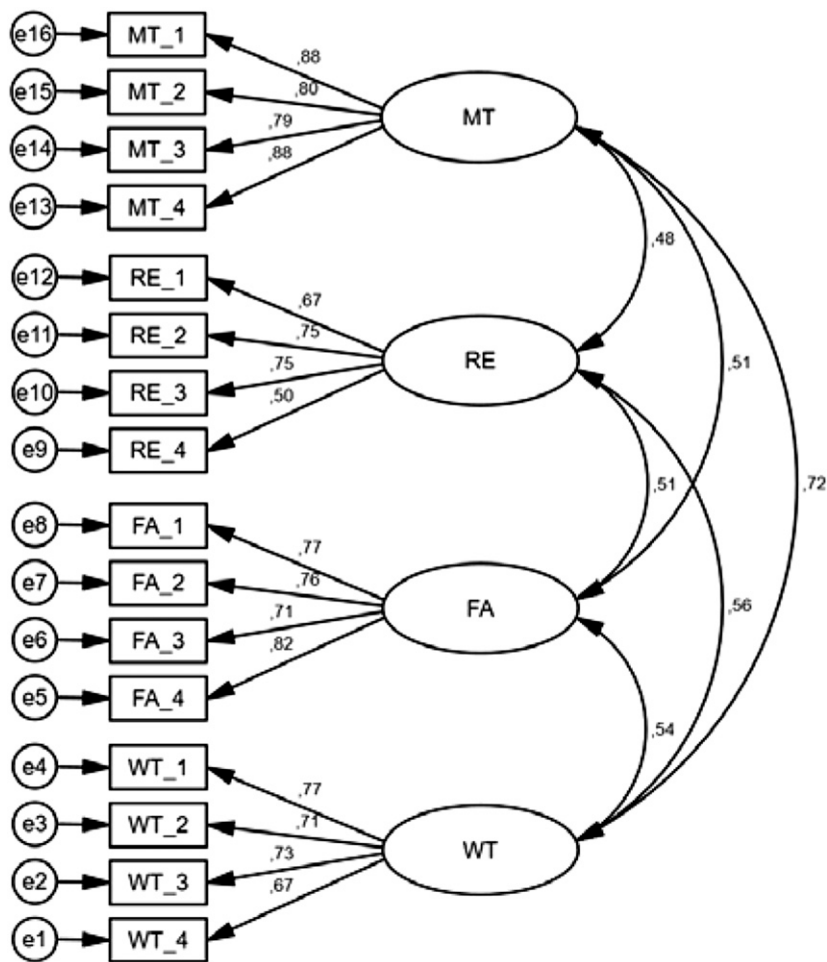 e16 MT_1
,88
e15 MT_2
,80
MT
e14 MT_3
,79
e13 MT_4
,88
,48
e12 RE_1
,67
e11 RE_2
,75
RE
,51
e10 RE_3
,75
e9 RE_4
,50
,51
,72
e8 FA_1
,77
e7 FA_2
,76
FA
,56
e6 FA_3
,71
e5 FA_4
,82
,54
e4 WT_1
,77
e3 WT_2
,71
WT
e2 WT_3
,73
e1 WT_4
,67